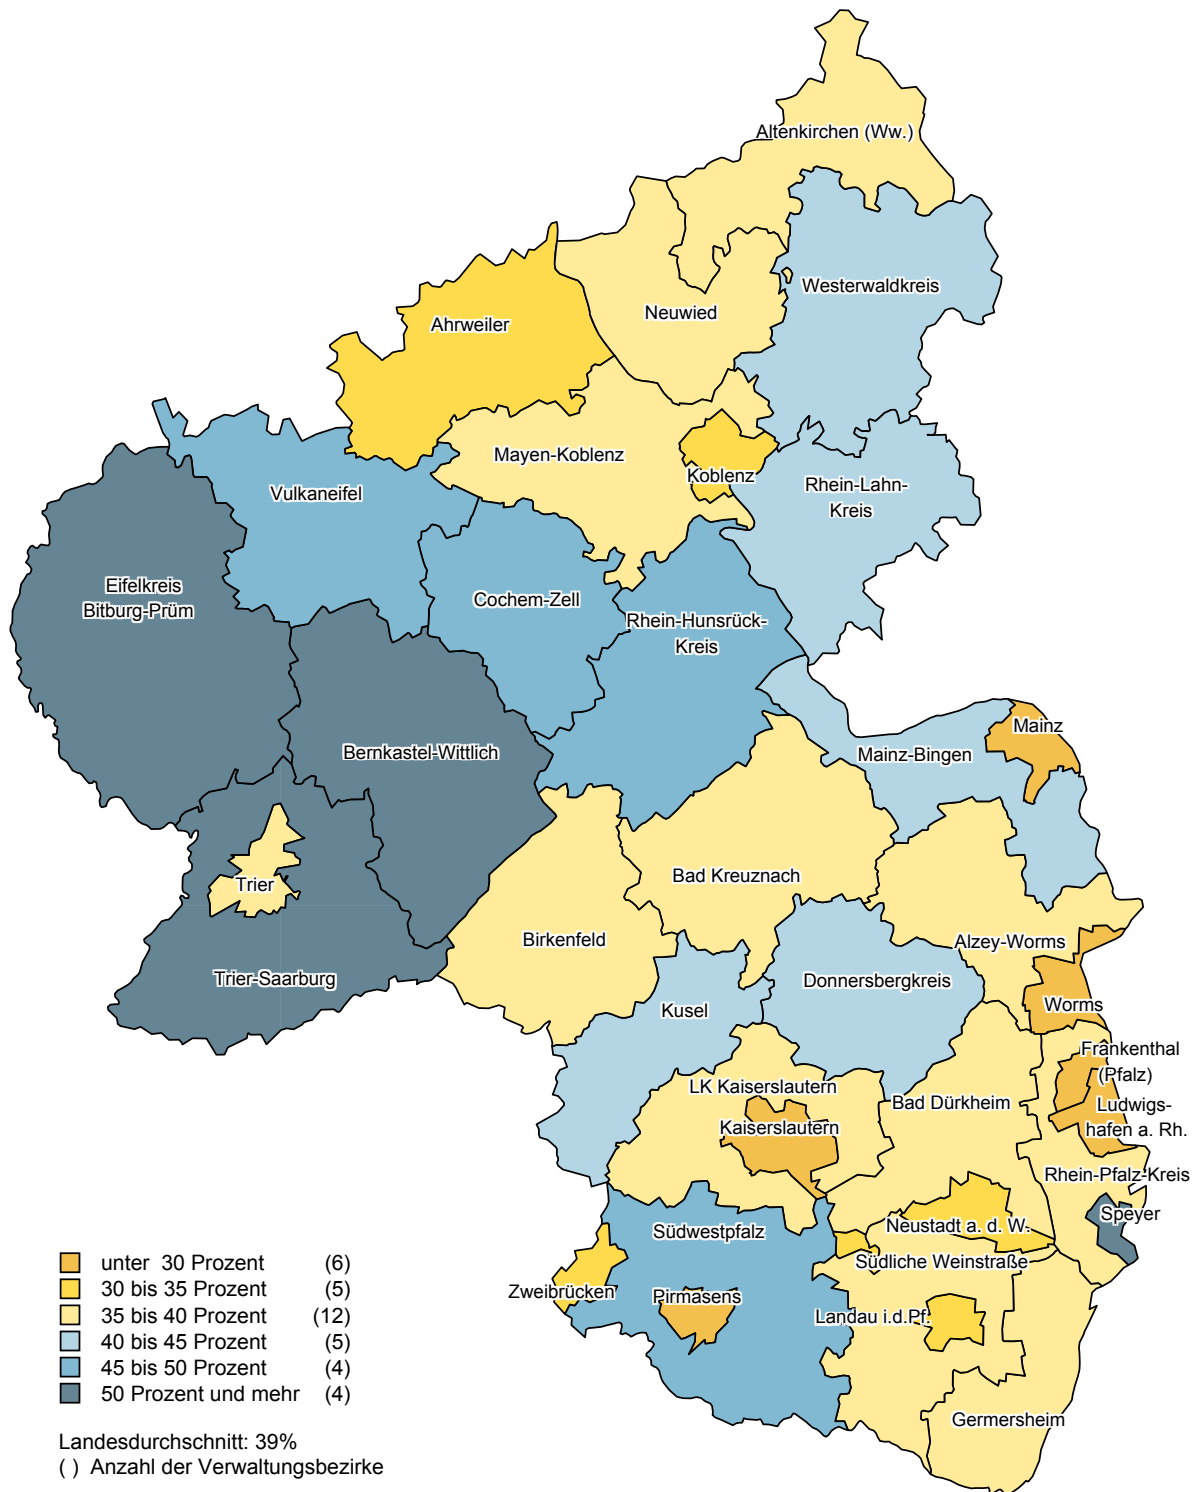 Altenkirchen (Ww.)
Westerwaldkreis
Neuwied
Ahrweiler
Mayen-Koblenz
Koblenz
Rhein-Lahn-
Kreis
Vulkaneifel
Eifelkreis
Bitburg-Prüm
Cochem-Zell
Rhein-Hunsrück-
Kreis
Mainz
Bernkastel-Wittlich
Mainz-Bingen
Trier
Bad Kreuznach
Birkenfeld
Alzey-Worms
Trier-Saarburg
Donnersbergkreis
Kusel
Worms
Frankenthal
(Pfalz)
LK Kaiserslautern
Bad Dürkheim
Ludwigs-
hafen a. Rh.
Kaiserslautern
Rhein-Pfalz-Kreis
Speyer
Neustadt a. d. W.
Südwestpfalz
Südliche Weinstraße
Zweibrücken
Pirmasens
Landau i.d.Pf.
Germersheim
unter 30 Prozent (6)
30 bis 35 Prozent (5)
35 bis 40 Prozent (12)
40 bis 45 Prozent (5)
45 bis 50 Prozent (4)
50 Prozent und mehr (4)
Landesdurchschnitt: 39%
( ) Anzahl der Verwaltungsbezirke